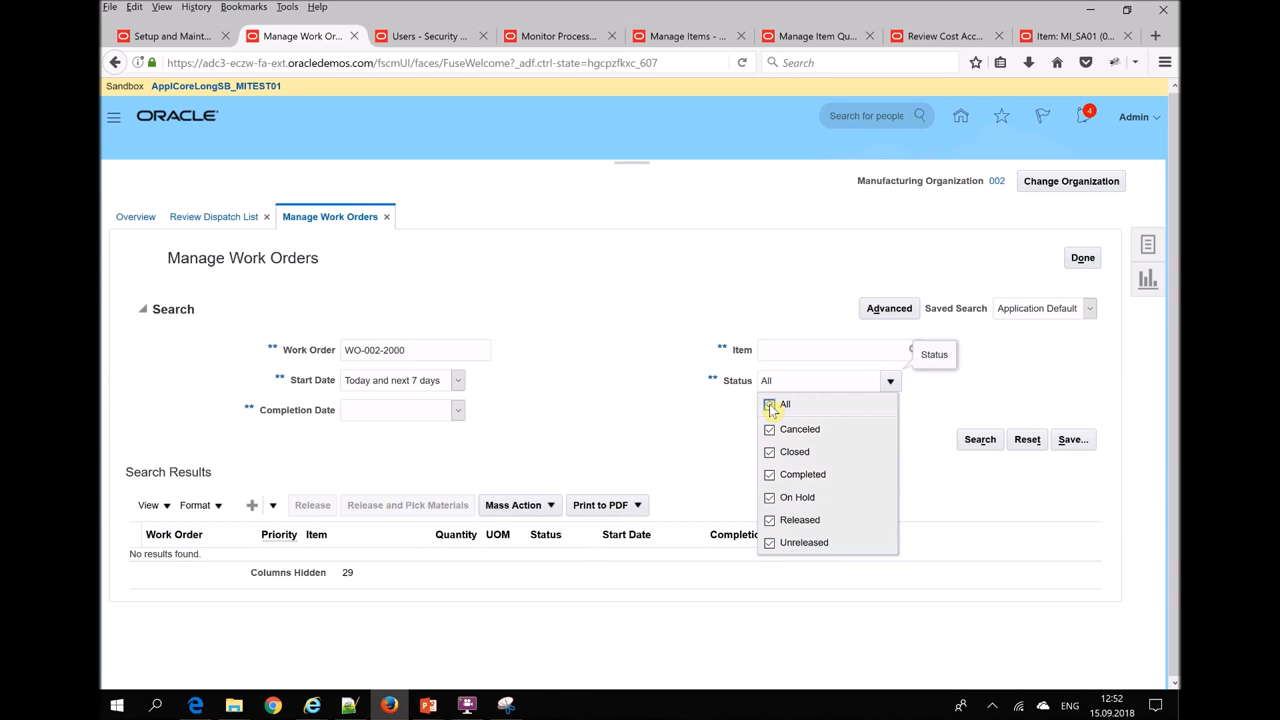 File Edit View History Bookmarks Tools Help
Setup and Maint... Manage Work Or... Users - Security ... Monitor Process... Manage Items - ... Manage Item Qu... Review Cost Acc... Item: MI_SA01 (...
https://adc3-eczw-fa-ext.oracledemos.com/fscmUI/faces/FuseWelcome?_adf.ctrl-state=hgcpzfkxc_607 Search
Sandbox ApplCoreLongSB_MITEST01
ORACLE Search for people 4 Admin
Manufacturing Organization 002 Change Organization
Overview Review Dispatch List Manage Work Orders
Manage Work Orders Done
Search Advanced Saved Search Application Default
** Work Order WO-002-2000 ** Item Status
** Start Date Today and next 7 days ** Status All
** Completion Date All
Canceled
Search Reset Save...
Closed
Search Results
Completed
On Hold
View Format Release Release and Pick Materials Mass Action Print to PDF
Released
Work Order Priority Item Quantity UOM Status Start Date Completi
Unreleased
No results found.
Columns Hidden 29
ENG 12:52
15.09.2018